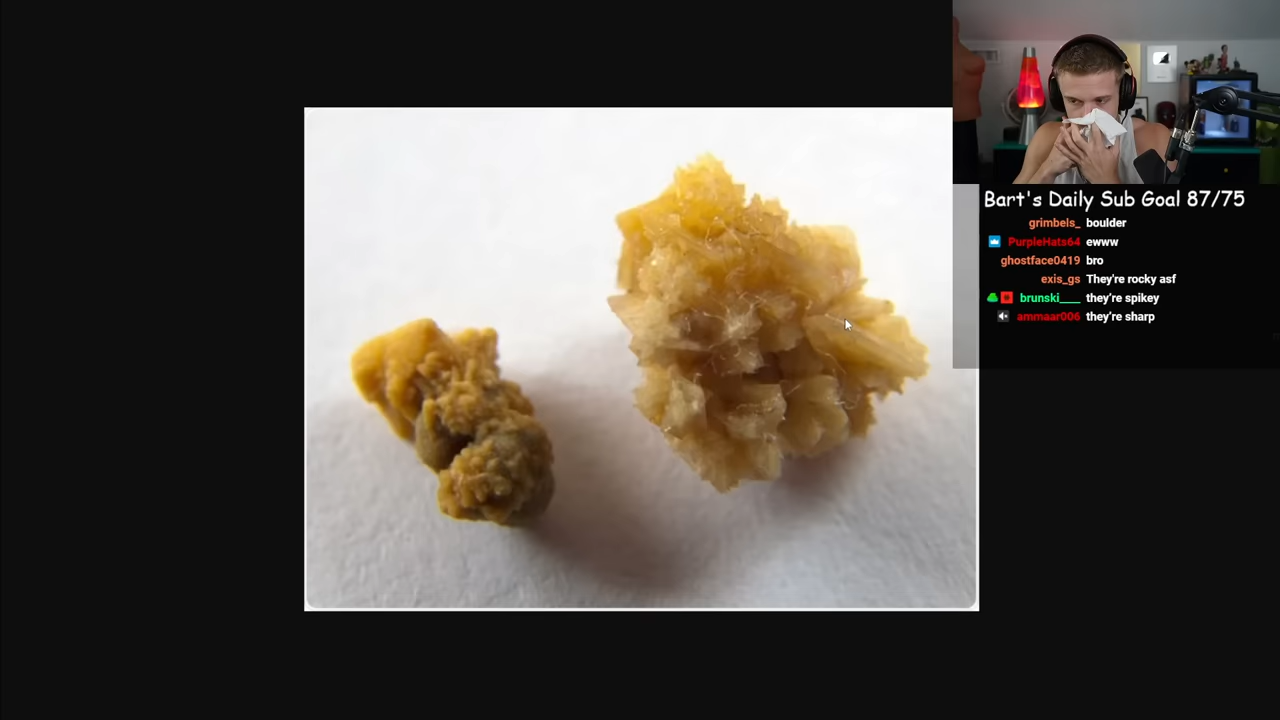 Bart's Daily Sub Goal 87/75
grimbels_ boulder
PurpleHats64 ewww
ghostface0419 bro
exis_gs They're rocky asf
brunski____ they're spikey
ammaar006 they're sharp